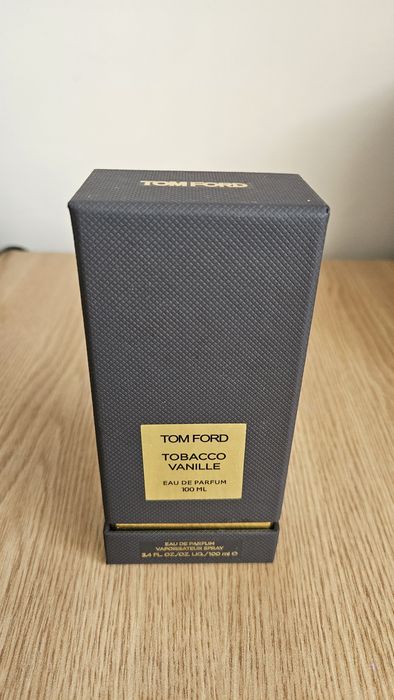 TOM FORD
TOM FORD
TOBACCO
VANILLE
EAU DE PARFUM
100 ML
EAU DE PARFUM
VAPORISATEUR SPRAY
3.4 FL. OZ./OZ. LIQ./100 ml ℮